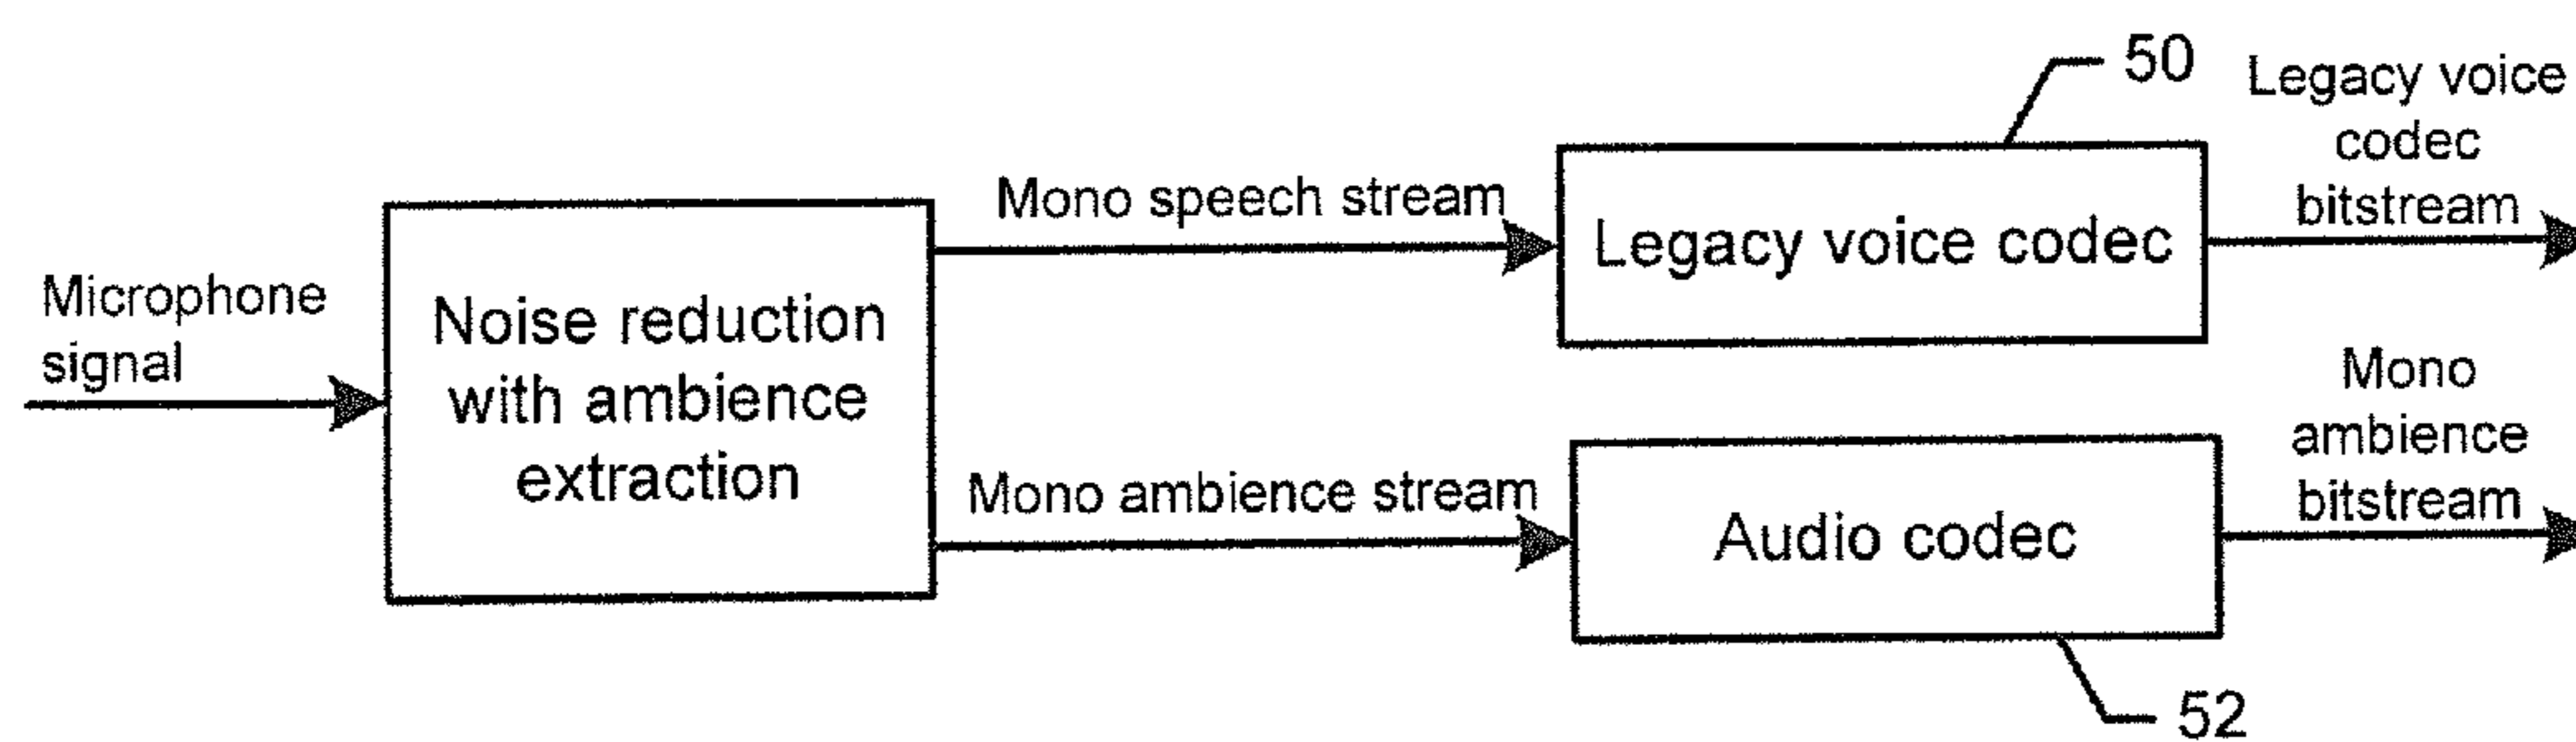 Microphone
signal
Noise reduction
with ambience
extraction
Mono speech stream
Mono ambience stream
50
Legacy voice codec
Legacy voice
codec
bitstream
Audio codec
52
Mono
ambience
bitstream